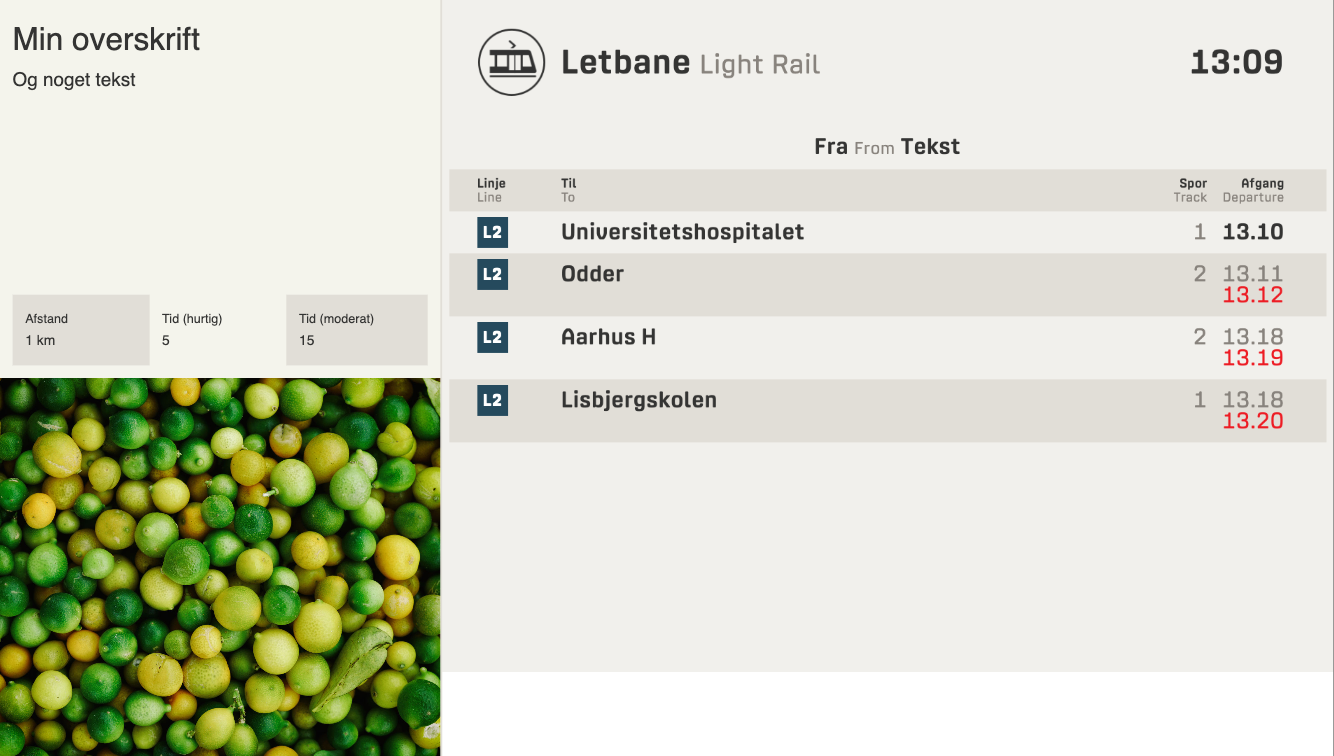 Min overskrift
Og noget tekst
Afstand
1 km
Tid (hurtig)
5
Tid (moderat)
15
Letbane Light Rail
13:09
Fra From Tekst
Linje Til Spor Afgang
Line To Track Departure
L2 Universitetshospitalet 1 13.10
L2 Odder 2 13.11
13.12
L2 Aarhus H 2 13.18
13.19
L2 Lisbjergskolen 1 13.18
13.20